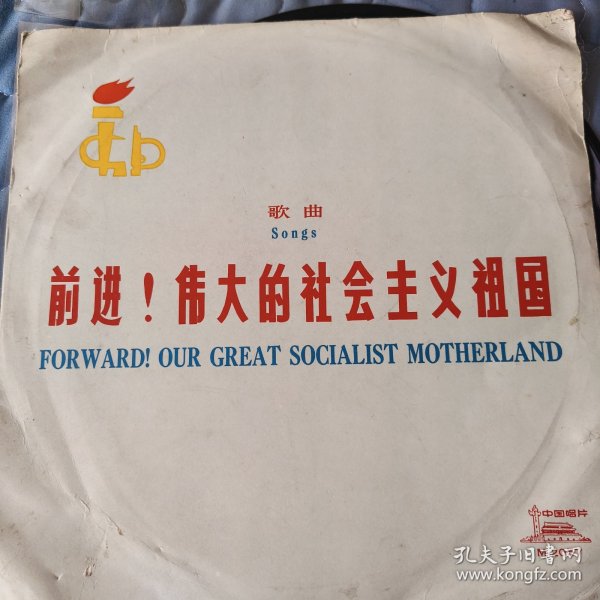 歌曲
Songs
前进！伟大的社会主义祖国
FORWARD! OUR GREAT SOCIALIST MOTHERLAND
中国唱片
孔夫子旧书网
www.kongfz.com